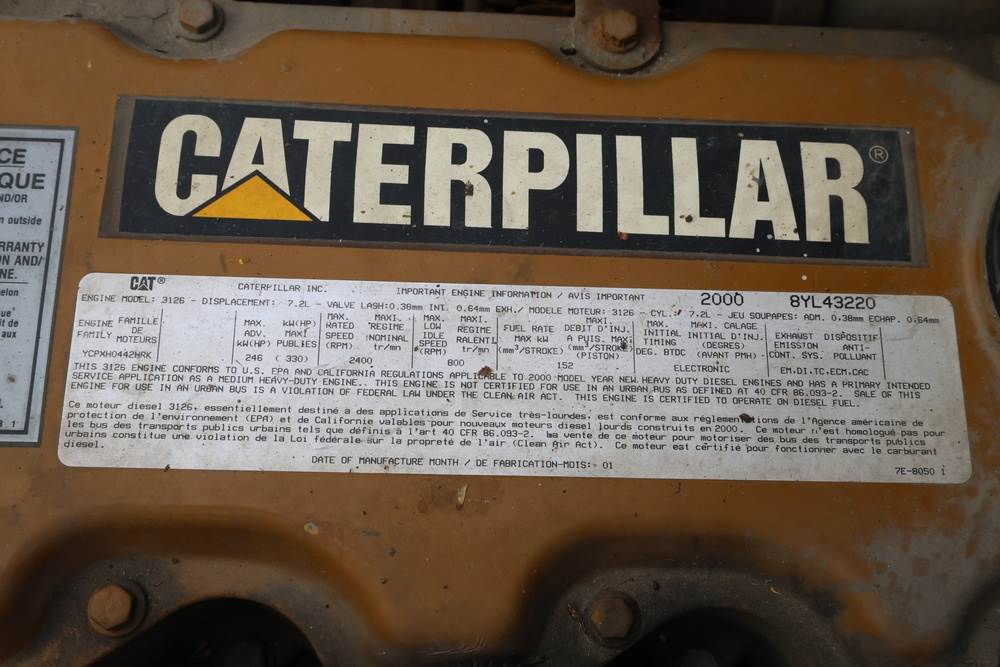 CE
QUE
ND/OR
n outside
RRANTY
ON AND/
NE.
selon
que
it de
aux
ou
1
CATERPILLAR®
CAT® CATERPILLAR INC. IMPORTANT ENGINE INFORMATION / AVIS IMPORTANT 2000 8YL43220
ENGINE MODEL: 3126 - DISPLACEMENT: 7.2L - VALVE LASH:0.38mm INT. 0.64mm EXH./ MODELE MOTEUR: 3126 - CYL.: 7.2L - JEU SOUPAPES: ADM. 0.38mm ECHAP. 0.64mm
ENGINE FAMILLE
FAMILY DE MOTEURS
YCPXH0442HRK
MAX. kW(HP)
ADV. MAXI
kW(HP) PUBLIES
246 (330)
MAX. MAXI.
RATED REGIME
SPEED NOMINAL
(RPM) tr/mn
2400
MAX. MAXI.
LOW REGIME
IDLE RALENTI
SPEED tr/mn
(RPM)
800
MAXI.
FUEL RATE DEBIT D'INJ.
MAX kW A PUIS. MAXI
(mm³/STROKE) (mm³/STROKE)
(PISTON)
152
MAX. MAXI. CALAGE
INITIAL INITIAL D'INJ.
TIMING (DEGRES)
DEG. BTDC (AVANT PMH)
ELECTRONIC
EXHAUST DISPOSITIF
EMISSION ANTI-
CONT. SYS. POLLUANT
EM.DI.TC.ECM.CAC
THIS 3126 ENGINE CONFORMS TO U.S. EPA AND CALIFORNIA REGULATIONS APPLICABLE TO 2000 MODEL YEAR NEW HEAVY DUTY DIESEL ENGINES AND HAS A PRIMARY INTENDED
SERVICE APPLICATION AS A MEDIUM HEAVY-DUTY ENGINE. THIS ENGINE IS NOT CERTIFIED FOR USE IN AN URBAN BUS AS DEFINED AT 40 CFR 86.093-2. SALE OF THIS
ENGINE FOR USE IN AN URBAN BUS IS A VIOLATION OF FEDERAL LAW UNDER THE CLEAN AIR ACT. THIS ENGINE IS CERTIFIED TO OPERATE ON DIESEL FUEL.
Ce moteur diesel 3126, essentiellement destiné à des applications de Service très-lourdes, est conforme aux réglementations de l'Agence américaine de
protection de l'environnement (EPA) et de Californie valables pour nouveaux moteurs diesel lourds construits en 2000. Ce moteur n'est homologué pas pour
les bus des transports publics urbains tels que définis à l'art 40 CFR 86.093-2. La vente de ce moteur pour motoriser des bus des transports publics
urbains constitue une violation de la Loi fédérale sur la propreté de l'air (Clean Air Act). Ce moteur est certifié pour fonctionner avec le carburant
diesel.
DATE OF MANUFACTURE MONTH / DE FABRICATION-MOIS: 01
7E-8050 1